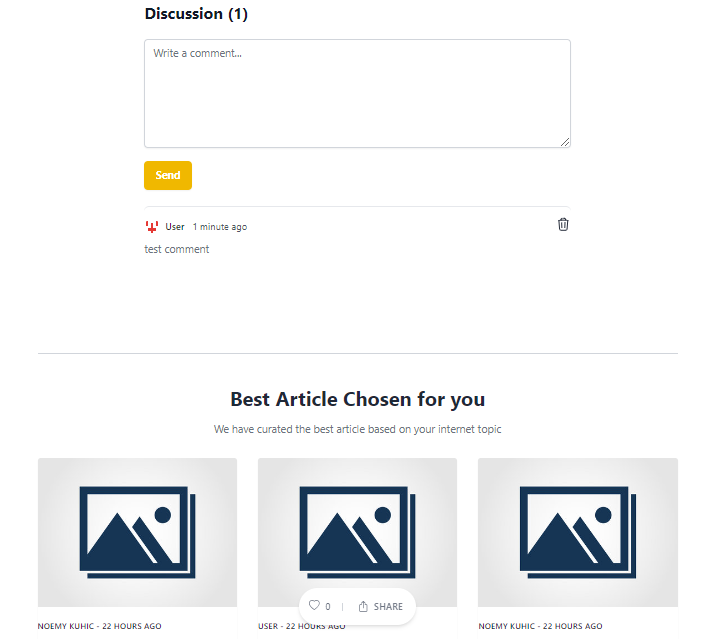 Discussion (1)
Write a comment...
Send
User 1 minute ago
test comment
Best Article Chosen for you
We have curated the best article based on your internet topic
0 | SHARE
NOEMY KUHIC - 22 HOURS AGO
USER - 22 HOURS AGO
NOEMY KUHIC - 22 HOURS AGO